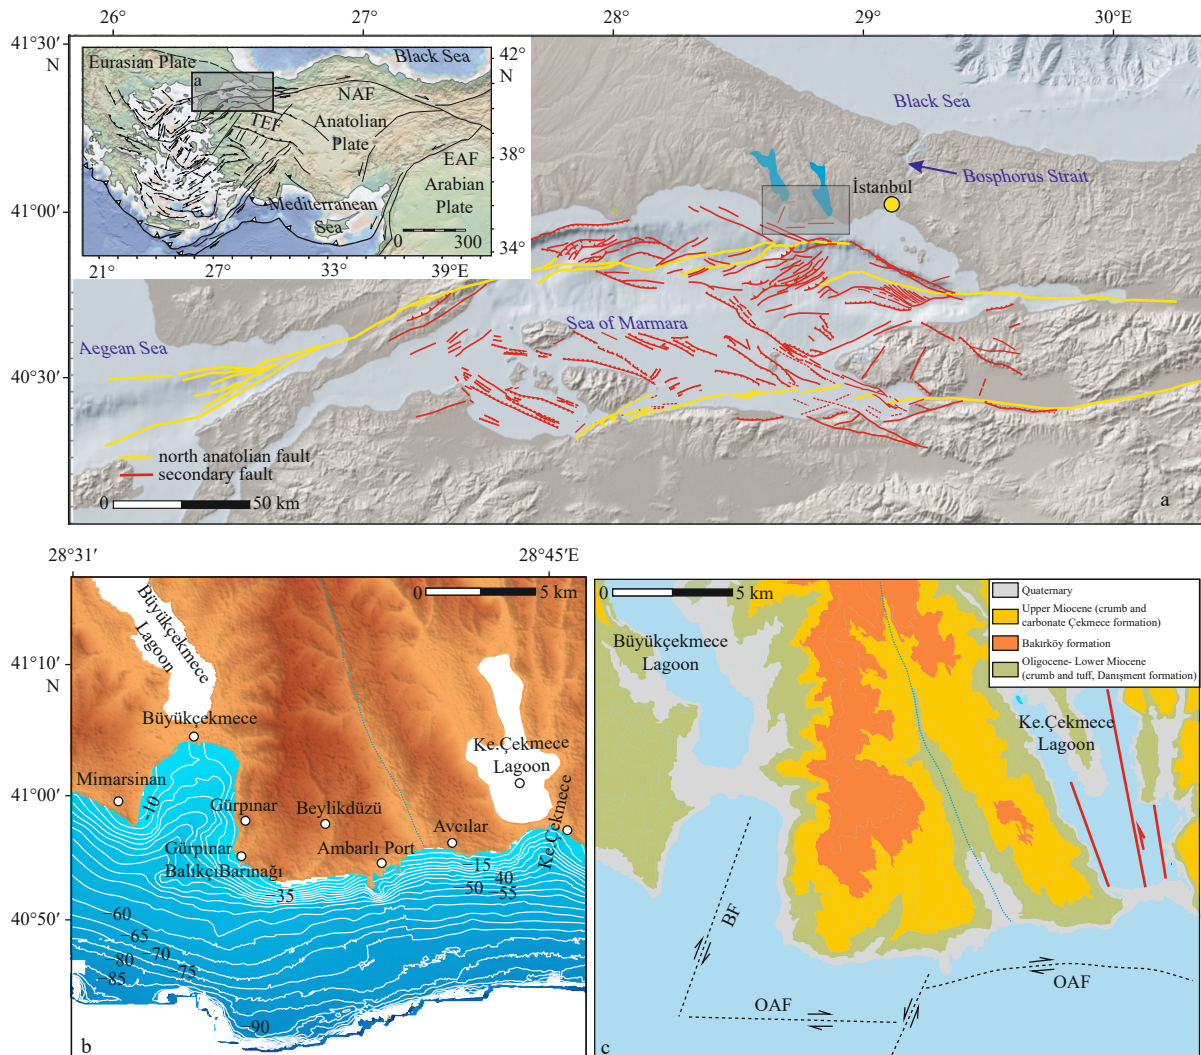 26°
27°
28°
29°
30°E
41°30′
N
41°00′
40°30′
Eurasian Plate
a
Black Sea
NAF
TEF
Anatolian
Plate
EAF
Arabian
Plate
Mediterranean
Sea
0
300
42°
N
38°
34°
21°
27°
33°
39°E
Black Sea
Bosphorus Strait
İstanbul
Sea of Marmara
Aegean Sea
north anatolian fault
secondary fault
0
50 km
a
28°31′
28°45′E
41°10′
N
41°00′
40°50′
0
5 km
Büyükçekmece
Lagoon
Büyükçekmece
Mimarsinan
−10
Gürpınar
Beylikdüzü
Ke.Çekmece
Lagoon
Ke.Çekmece
Avcılar
Gürpınar
BalıkçıBarınağı
Ambarlı Port
35
−15
−40
−50
−55
−60
−65
−70
−80
−75
−85
−90
b
0
5 km
Quaternary
Upper Miocene (crumb and
carbonate Çekmece formation)
Bakırköy formation
Oligocene- Lower Miocene
(crumb and tuff, Danışment formation)
Büyükçekmece
Lagoon
Ke.Çekmece
Lagoon
BF
OAF
OAF
c